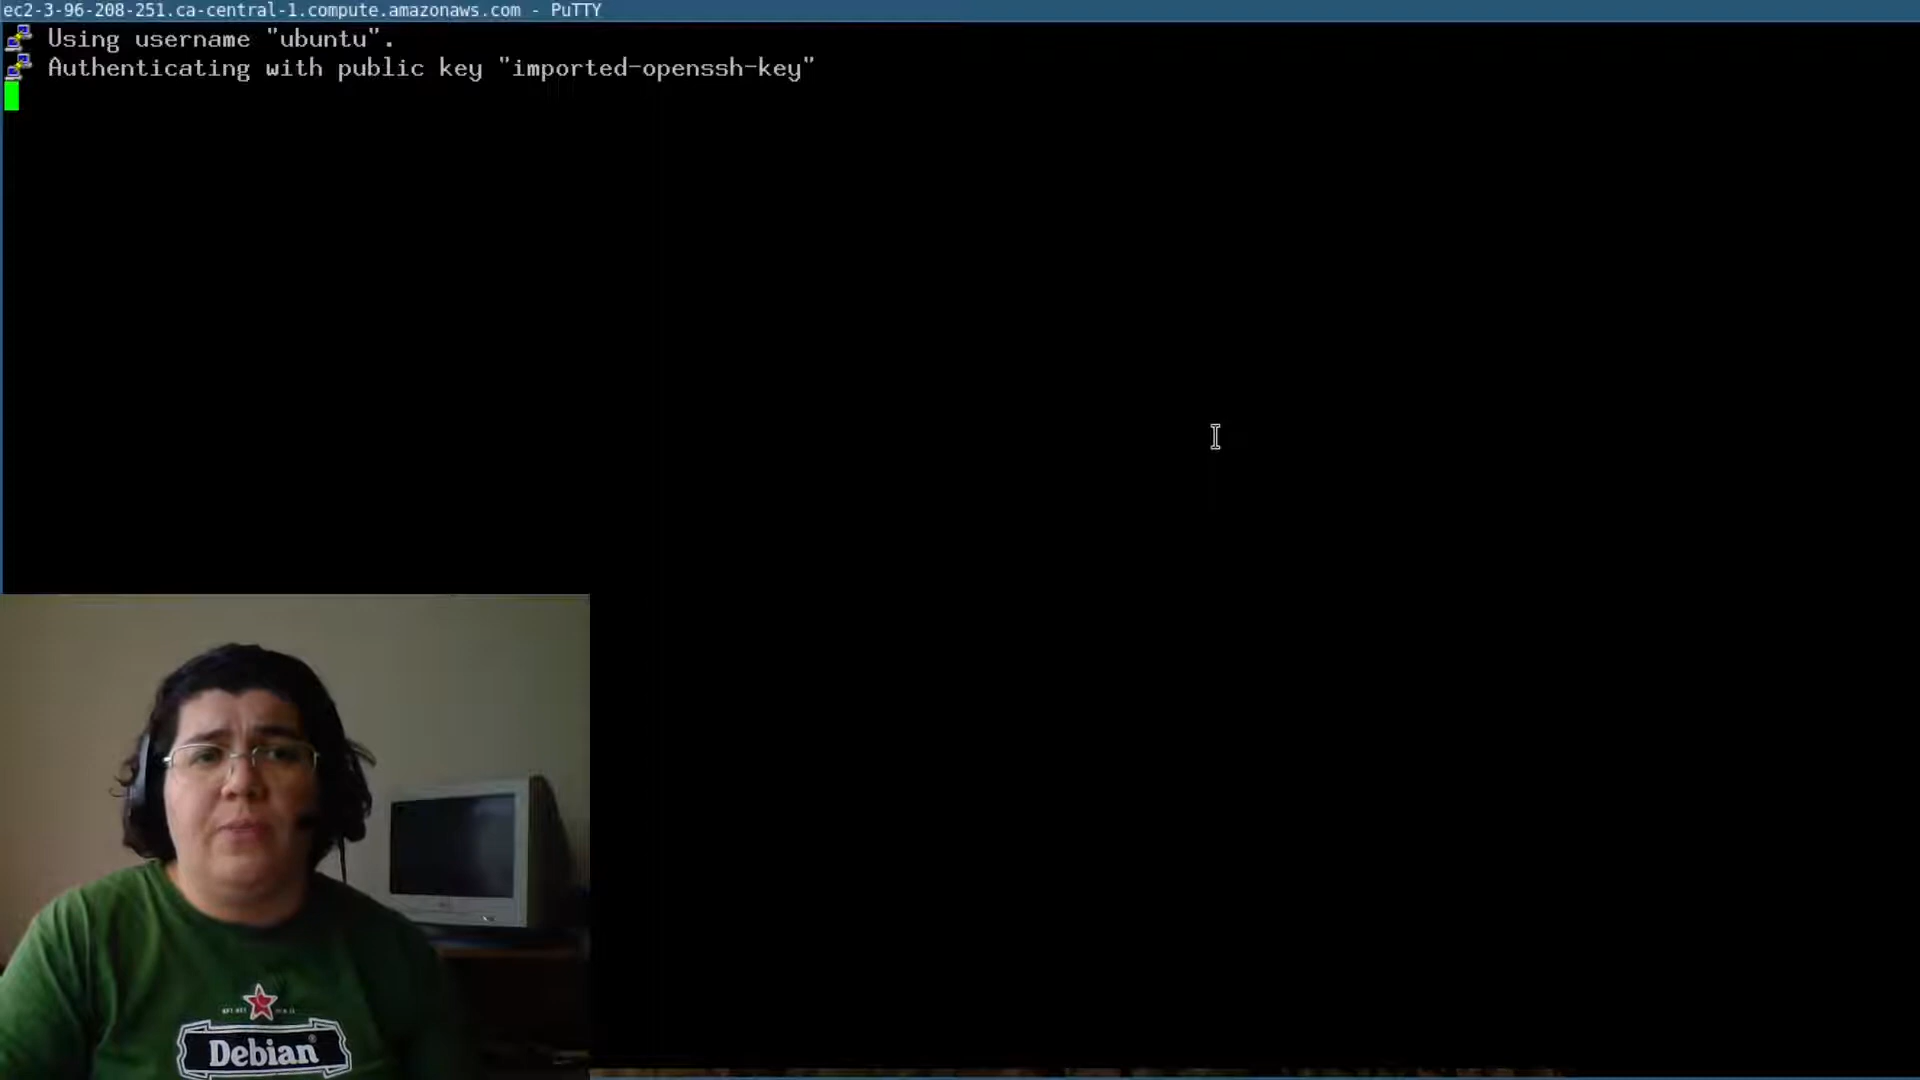 ec2-3-96-208-251.ca-central-1.compute.amazonaws.com - PuTTY
Using username "ubuntu".
Authenticating with public key "imported-openssh-key"
Debian